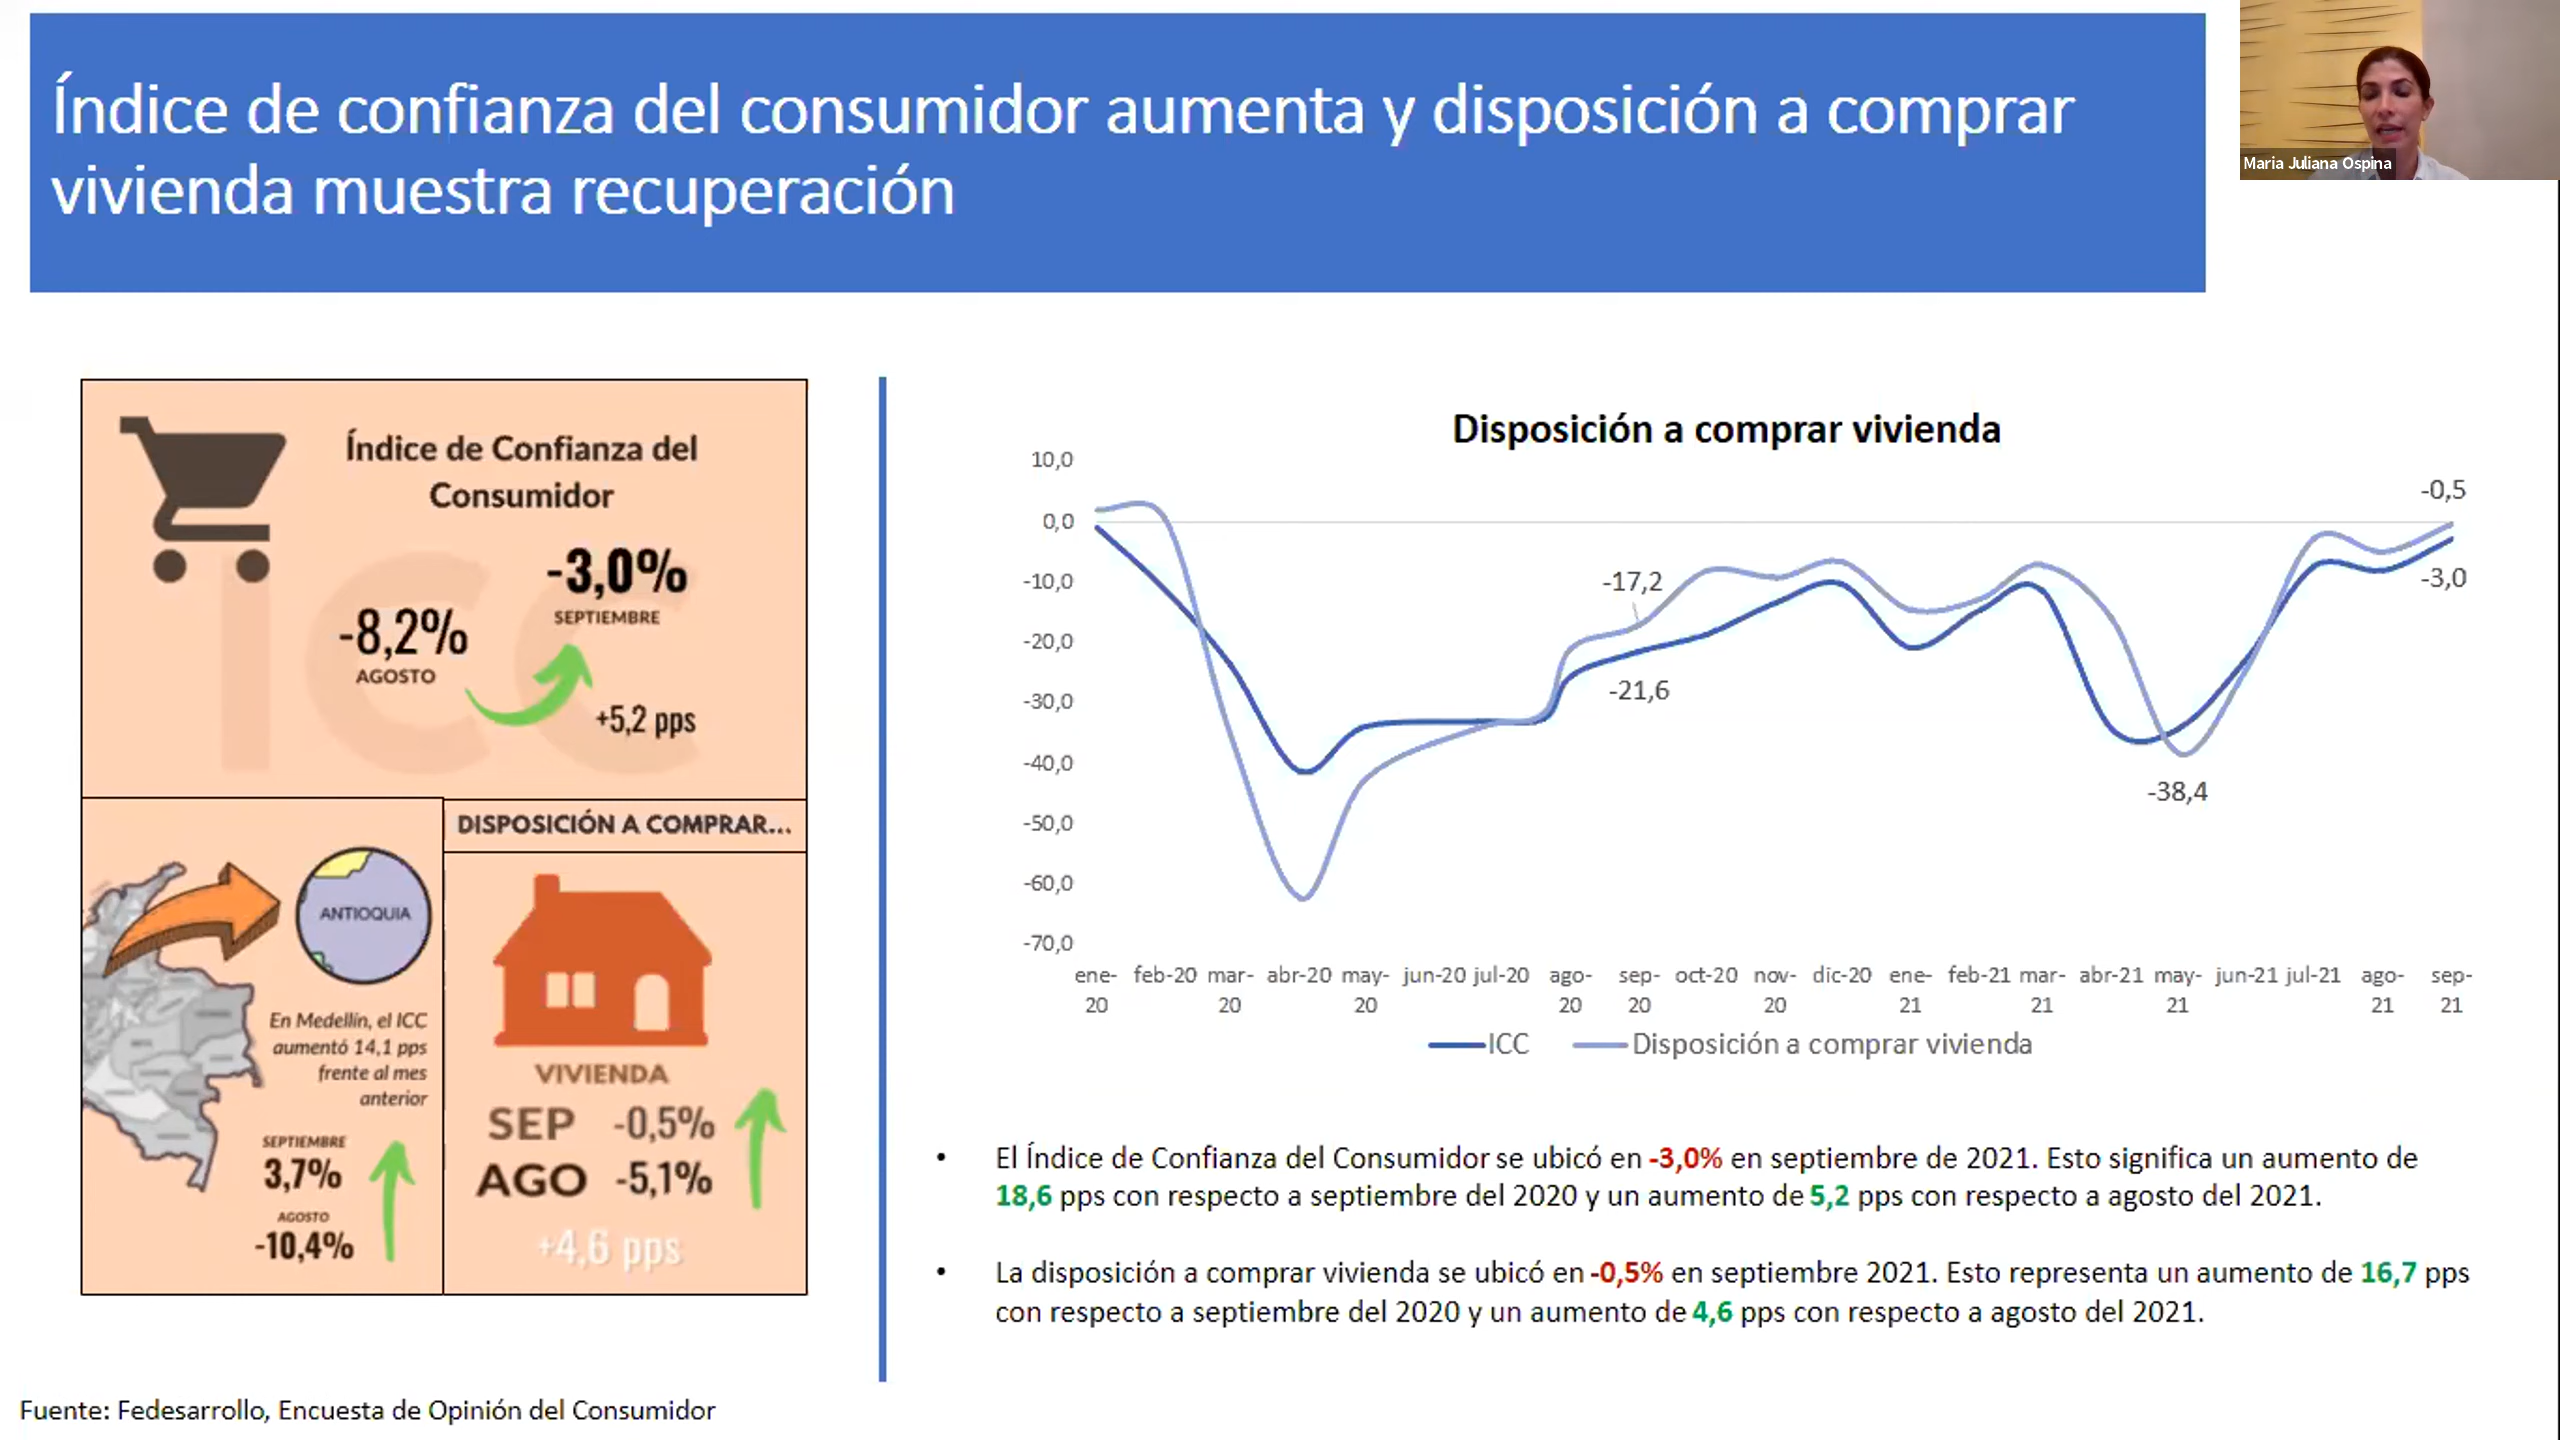 Índice de confianza del consumidor aumenta y disposición a comprar
vivienda muestra recuperación
Maria Juliana Ospina
Índice de Confianza del
Consumidor
ICC
-3,0%
SEPTIEMBRE
-8,2%
AGOSTO
+5,2 pps
ANTIOQUIA
En Medellín, el ICC
aumentó 14,1 pps
frente al mes
anterior
SEPTIEMBRE
3,7%
AGOSTO
-10,4%
DISPOSICIÓN A COMPRAR...
VIVIENDA
SEP -0,5%
AGO -5,1%
+4,6 pps
Disposición a comprar vivienda
10,0
0,0
-10,0
-20,0
-30,0
-40,0
-50,0
-60,0
-70,0
-17,2
-21,6
-38,4
-0,5
-3,0
ene-20 feb-20 mar-20 abr-20 may-20 jun-20 jul-20 ago-20 sep-20 oct-20 nov-20 dic-20 ene-21 feb-21 mar-21 abr-21 may-21 jun-21 jul-21 ago-21 sep-21
ICC Disposición a comprar vivienda
• El Índice de Confianza del Consumidor se ubicó en -3,0% en septiembre de 2021. Esto significa un aumento de
18,6 pps con respecto a septiembre del 2020 y un aumento de 5,2 pps con respecto a agosto del 2021.
• La disposición a comprar vivienda se ubicó en -0,5% en septiembre 2021. Esto representa un aumento de 16,7 pps
con respecto a septiembre del 2020 y un aumento de 4,6 pps con respecto a agosto del 2021.
Fuente: Fedesarrollo, Encuesta de Opinión del Consumidor